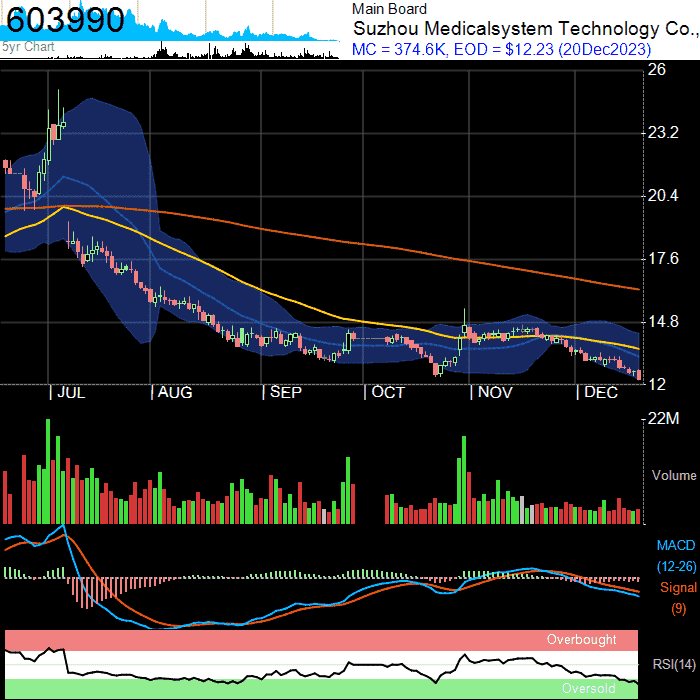 603990
5yr Chart
Main Board
Suzhou Medicalsystem Technology Co.,
MC = 374.6K, EOD = $12.23 (20Dec2023)
26
23.2
20.4
17.6
14.8
12
| JUL | AUG | SEP | OCT | NOV | DEC
22M
Volume
MACD
(12-26)
Signal
(9)
Overbought
RSI(14)
Oversold